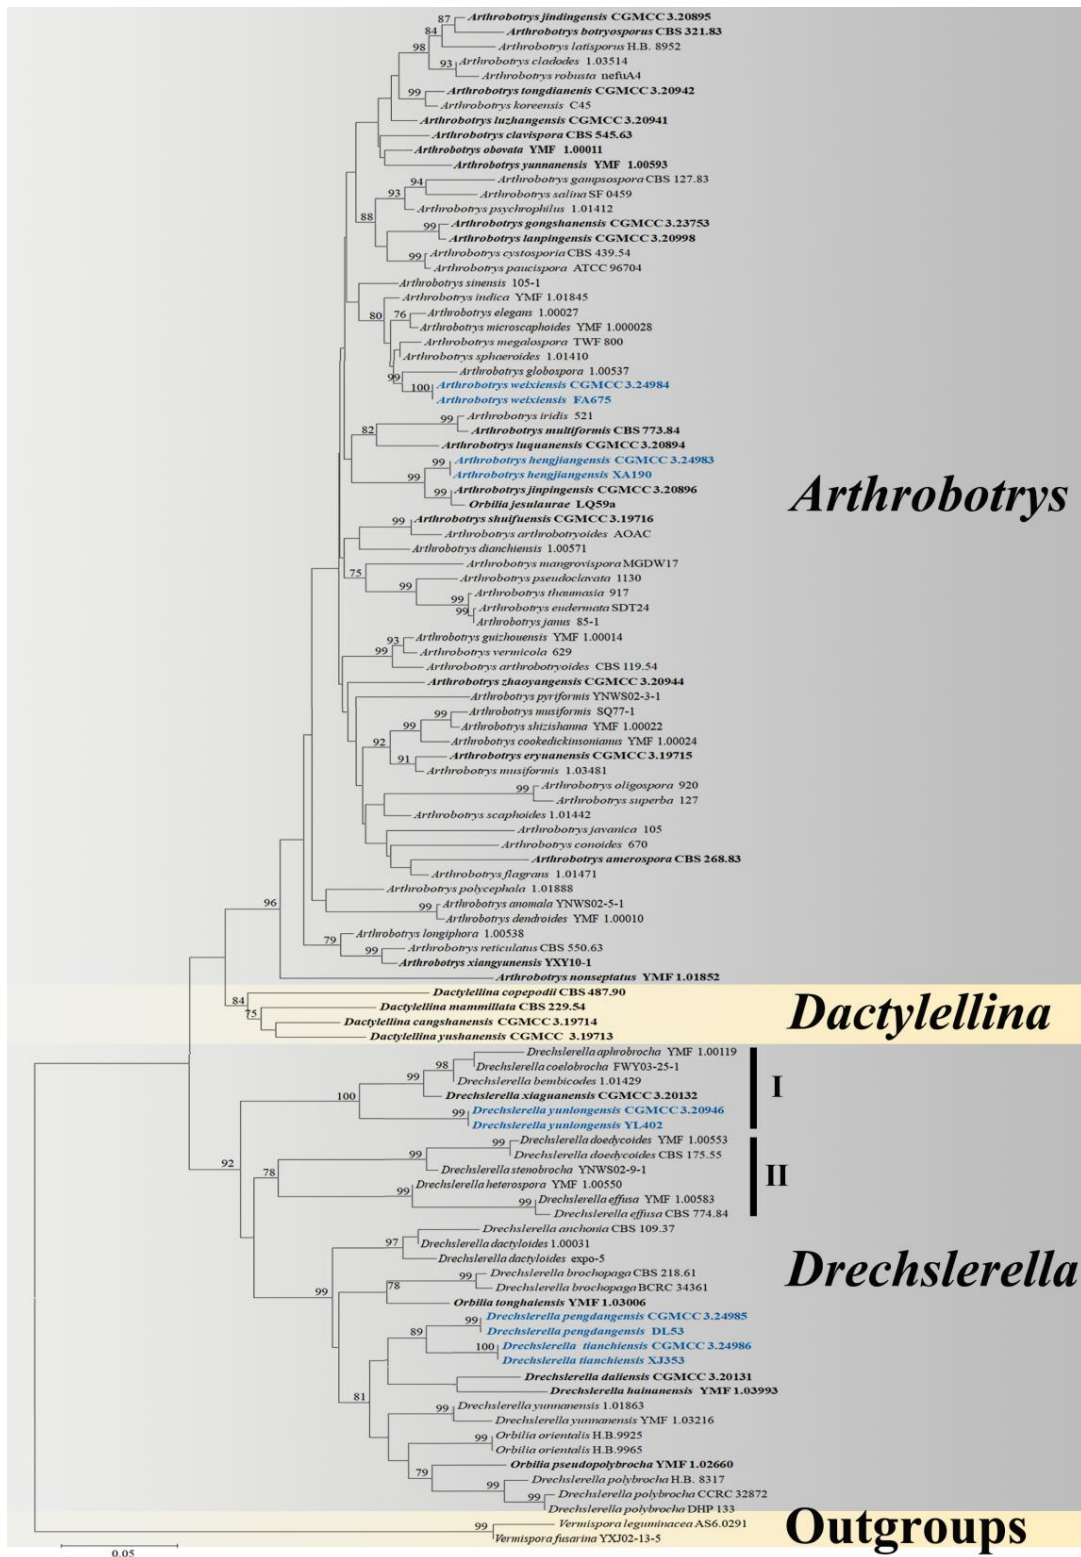 87 Arthrobotrys jindingensis CGMCC 3.20895
84 Arthrobotrys botryosporus CBS 321.83
98 Arthrobotrys latisporus H.B. 8952
93 Arthrobotrys cladodes 1.03514
Arthrobotrys robusta nefuA4
99 Arthrobotrys tongdianenis CGMCC 3.20942
Arthrobotrys koreensis C45
Arthrobotrys luzhangensis CGMCC 3.20941
Arthrobotrys clavispora CBS 545.63
Arthrobotrys obovata YMF 1.00011
Arthrobotrys yunnanensis YMF 1.00593
94 Arthrobotrys gampsospora CBS 127.83
93 Arthrobotrys salina SF 0459
Arthrobotrys psychrophilus 1.01412
88 99 Arthrobotrys gongshanensis CGMCC 3.23753
Arthrobotrys lanpingensis CGMCC 3.20998
99 Arthrobotrys cystosporia CBS 439.54
Arthrobotrys paucispora ATCC 96704
Arthrobotrys sinensis 105-1
Arthrobotrys indica YMF 1.01845
80 76 Arthrobotrys elegans 1.00027
Arthrobotrys microscaphoides YMF 1.000028
Arthrobotrys megalospora TWF 800
Arthrobotrys sphaeroides 1.01410
99 Arthrobotrys globospora 1.00537
100 Arthrobotrys weixiensis CGMCC 3.24984
Arthrobotrys weixiensis FA675
99 Arthrobotrys iridis 521
82 Arthrobotrys multiformis CBS 773.84
Arthrobotrys luquanensis CGMCC 3.20894
99 Arthrobotrys hengjiangensis CGMCC 3.24983
99 Arthrobotrys hengjiangensis XA190
99 Arthrobotrys jinpingensis CGMCC 3.20896
Orbilia jesulaurae LQ59a
Arthrobotrys
99 Arthrobotrys shuifuensis CGMCC 3.19716
Arthrobotrys arthrobotryoides AOAC
Arthrobotrys dianchiensis 1.00571
75 Arthrobotrys mangrovispora MGDW17
99 Arthrobotrys pseudoclavata 1130
99 Arthrobotrys thaumasia 917
99 Arthrobotrys eudermata SDT24
Arthrobotrys janus 85-1
93 Arthrobotrys guizhouensis YMF 1.00014
99 Arthrobotrys vermicola 629
Arthrobotrys arthrobotryoides CBS 119.54
Arthrobotrys zhaoyangensis CGMCC 3.20944
Arthrobotrys pyriformis YNWS02-3-1
99 Arthrobotrys musiformis SQ77-1
99 Arthrobotrys shizishanna YMF 1.00022
92 Arthrobotrys cookedickinsonianus YMF 1.00024
91 Arthrobotrys eryuanensis CGMCC 3.19715
Arthrobotrys musiformis 1.03481
99 Arthrobotrys oligospora 920
Arthrobotrys superba 127
Arthrobotrys scaphoides 1.01442
Arthrobotrys javanica 105
Arthrobotrys conoides 670
Arthrobotrys amerospora CBS 268.83
Arthrobotrys flagrans 1.01471
Arthrobotrys polycephala 1.01888
96 99 Arthrobotrys anomala YNWS02-5-1
Arthrobotrys dendroides YMF 1.00010
79 Arthrobotrys longiphora 1.00538
99 Arthrobotrys reticulatus CBS 550.63
Arthrobotrys xiangyunensis YXY10-1
Arthrobotrys nonseptatus YMF 1.01852
84 Dactylellina copepodii CBS 487.90
75 Dactylellina mammillata CBS 229.54
Dactylellina cangshanensis CGMCC 3.19714
Dactylellina yushanensis CGMCC 3.19713
Dactylellina
Drechslerella aphrobrocha YMF 1.00119
98 Drechslerella coelobrocha FWY03-25-1
99 Drechslerella bembicodes 1.01429
100 Drechslerella xiaguanensis CGMCC 3.20132
99 Drechslerella yunlongensis CGMCC 3.20946
Drechslerella yunlongensis YL402
I
99 Drechslerella doedycoides YMF 1.00553
99 Drechslerella doedycoides CBS 175.55
92 78 Drechslerella stenobrocha YNWS02-9-1
99 Drechslerella heterospora YMF 1.00550
99 Drechslerella effusa YMF 1.00583
Drechslerella effusa CBS 774.84
II
Drechslerella anchonia CBS 109.37
97 Drechslerella dactyloides 1.00031
Drechslerella dactyloides expo-5
99 Drechslerella brochopaga CBS 218.61
99 78 Drechslerella brochopaga BCRC 34361
Orbilia tonghaiensis YMF 1.03006
Drechslerella
99 Drechslerella pengdangensis CGMCC 3.24985
89 Drechslerella pengdangensis DL53
100 Drechslerella tianchiensis CGMCC 3.24986
Drechslerella tianchiensis XJ353
Drechslerella daliensis CGMCC 3.20131
81 Drechslerella hainanensis YMF 1.03993
99 Drechslerella yunnanensis 1.01863
Drechslerella yunnanensis YMF 1.03216
99 Orbilia orientalis H.B.9925
Orbilia orientalis H.B.9965
79 Orbilia pseudopolybrocha YMF 1.02660
99 Drechslerella polybrocha H.B. 8317
99 Drechslerella polybrocha CCRC 32872
Drechslerella polybrocha DHP 133
99 Vermispora leguminacea AS6.0291
Vermispora fusarina YXJ02-13-5
Outgroups
0.05